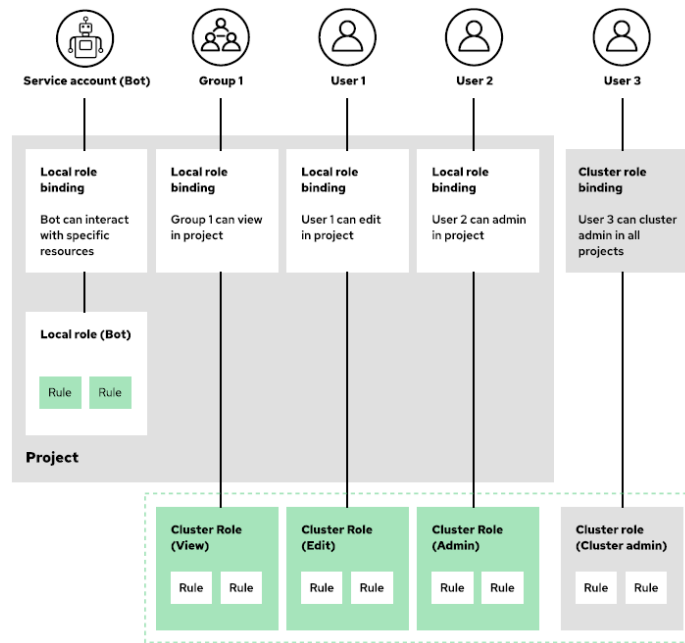 Service account (Bot)
Group 1
User 1
User 2
User 3
Local role
binding
Bot can interact
with specific
resources
Local role
binding
Group 1 can view
in project
Local role
binding
User 1 can edit
in project
Local role
binding
User 2 can admin
in project
Cluster role
binding
User 3 can cluster
admin in all
projects
Local role (Bot)
Rule
Rule
Project
Cluster Role
(View)
Rule
Rule
Cluster Role
(Edit)
Rule
Rule
Cluster Role
(Admin)
Rule
Rule
Cluster role
(Cluster admin)
Rule
Rule